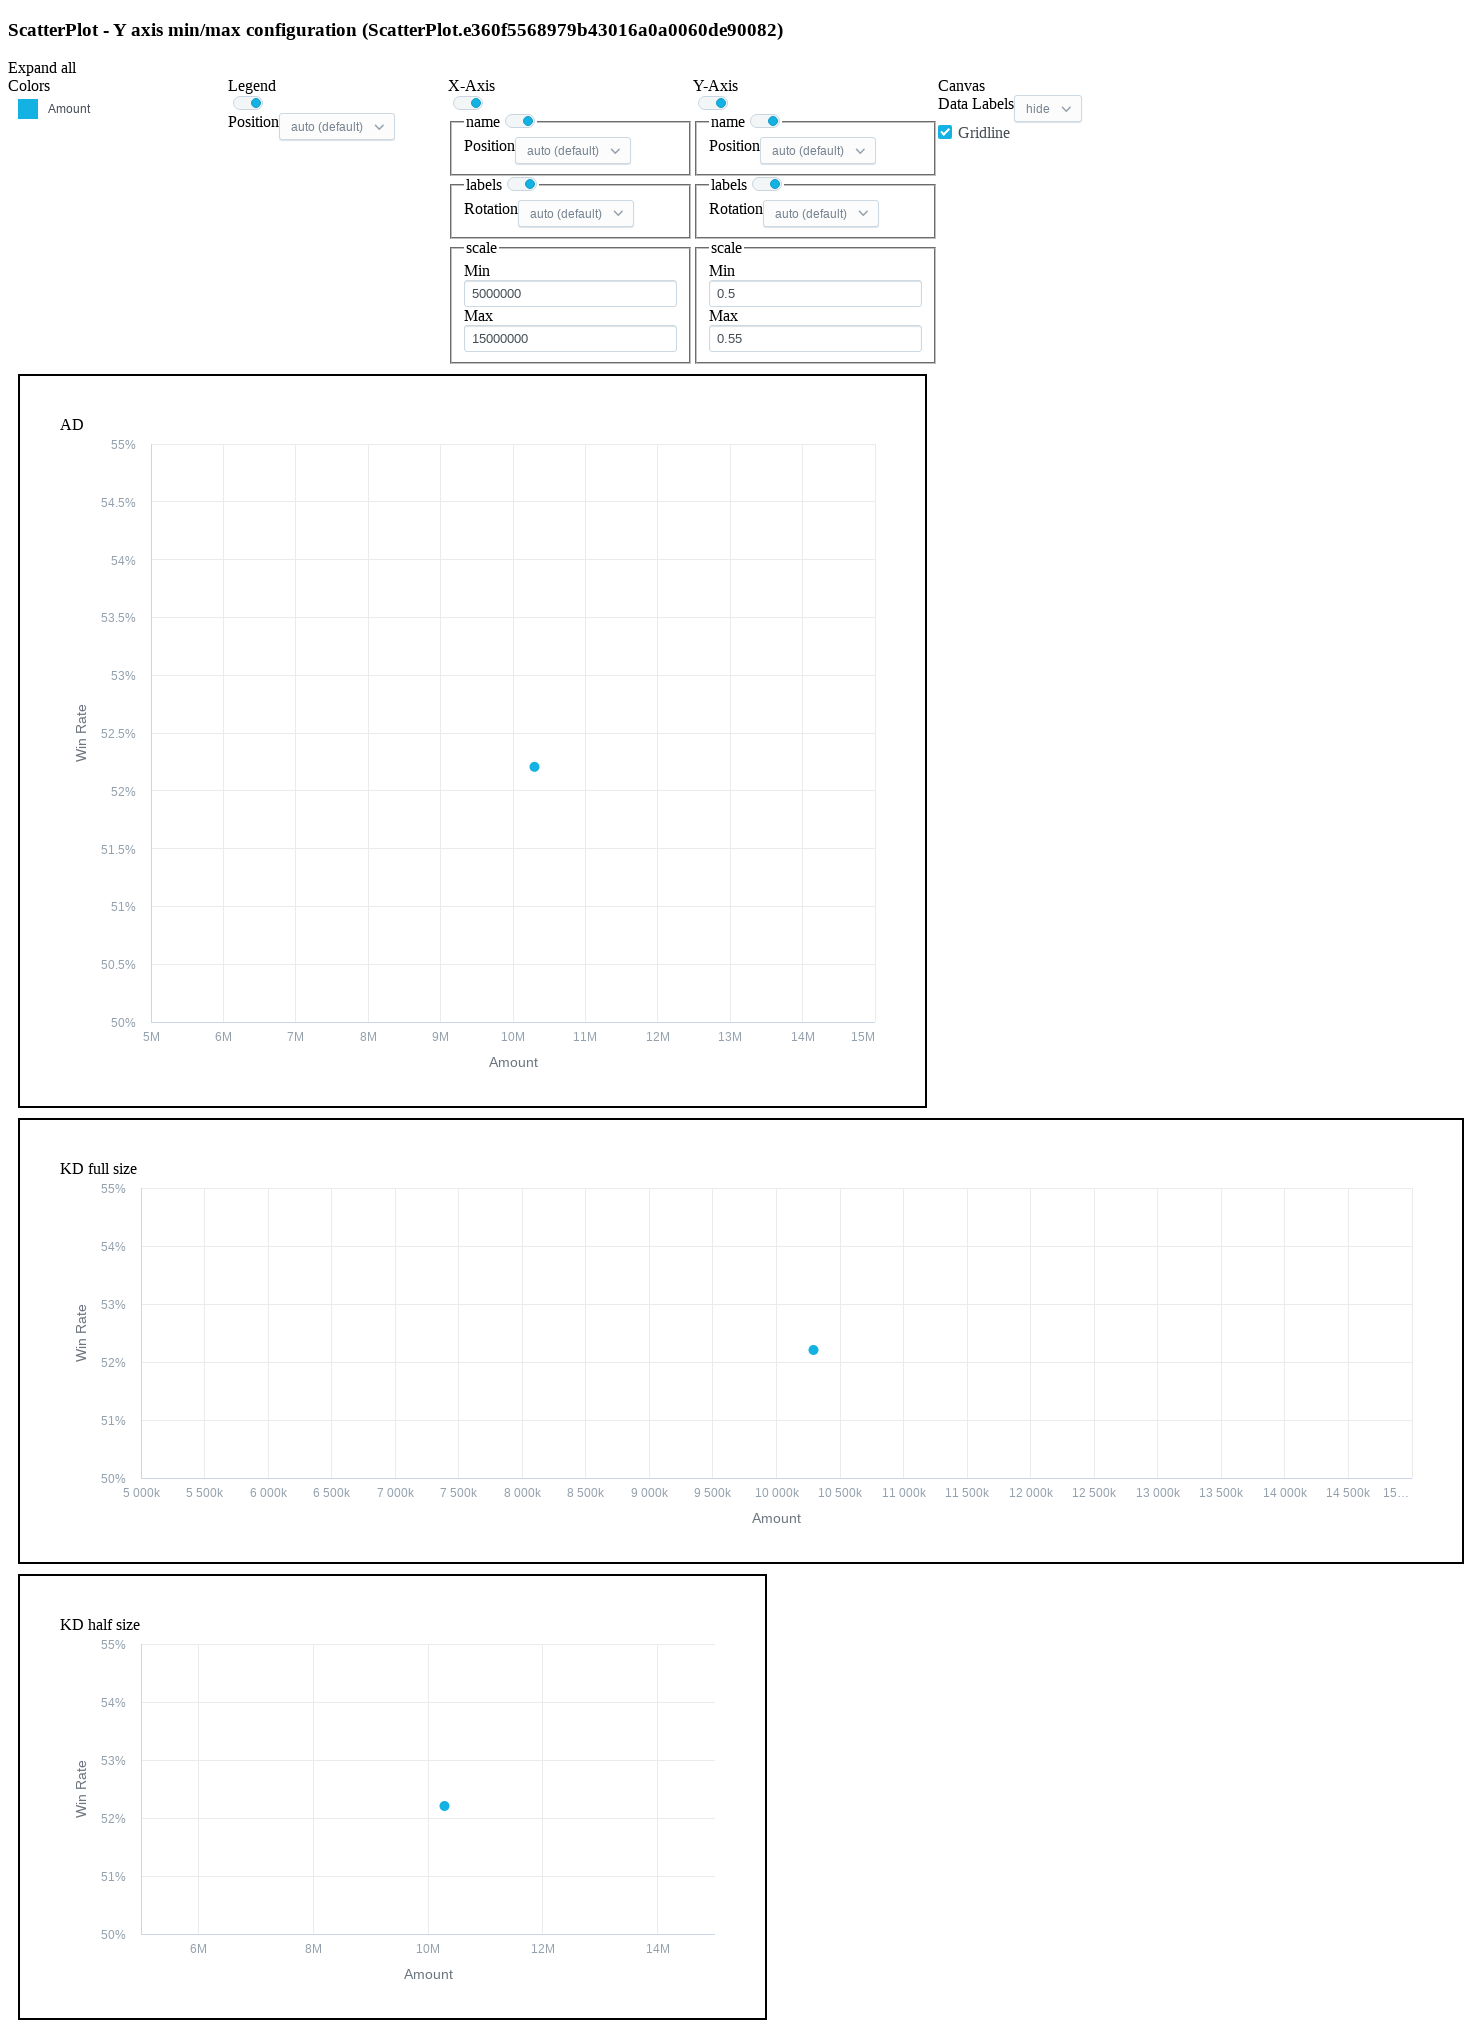 ScatterPlot - Y axis min/max configuration (ScatterPlot.e360f5568979b43016a0a0060de90082)
Expand all
Colors
Amount
Legend
Position auto (default)
X-Axis
name
Position auto (default)
labels
Rotation auto (default)
scale
Min
5000000
Max
15000000
Y-Axis
name
Position auto (default)
labels
Rotation auto (default)
scale
Min
0.5
Max
0.55
Canvas
Data Labels hide
Gridline
AD
55%
54.5%
54%
53.5%
53%
52.5%
52%
51.5%
51%
50.5%
50%
Win Rate
5M 6M 7M 8M 9M 10M 11M 12M 13M 14M 15M
Amount
KD full size
55%
54%
53%
52%
51%
50%
Win Rate
5 000k 5 500k 6 000k 6 500k 7 000k 7 500k 8 000k 8 500k 9 000k 9 500k 10 000k 10 500k 11 000k 11 500k 12 000k 12 500k 13 000k 13 500k 14 000k 14 500k 15…
Amount
KD half size
55%
54%
53%
52%
51%
50%
Win Rate
6M 8M 10M 12M 14M
Amount